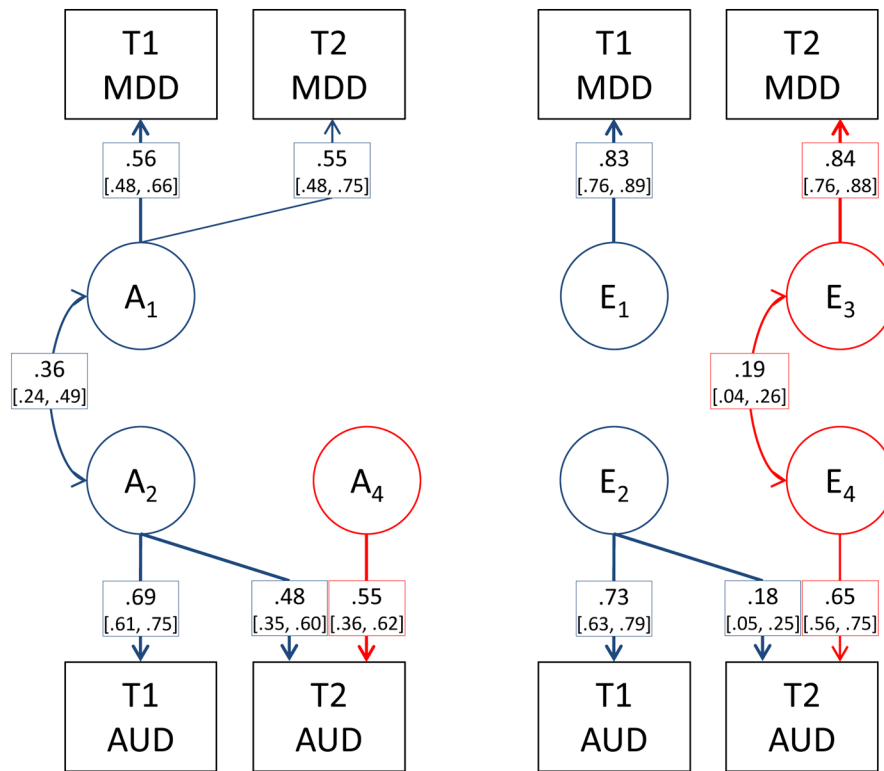 T1 T2 T1 T2
MDD MDD MDD MDD
.56 .55 .83 .84
[.48, .66] [.48, .75] [.76, .89] [.76, .88]
A1 E1 E3
.36 .19
[.24, .49] [.04, .26]
A2 A4 E2 E4
.69 .48 .55 .73 .18 .65
[.61, .75] [.35, .60] [.36, .62] [.63, .79] [.05, .25] [.56, .75]
T1 T2 T1 T2
AUD AUD AUD AUD